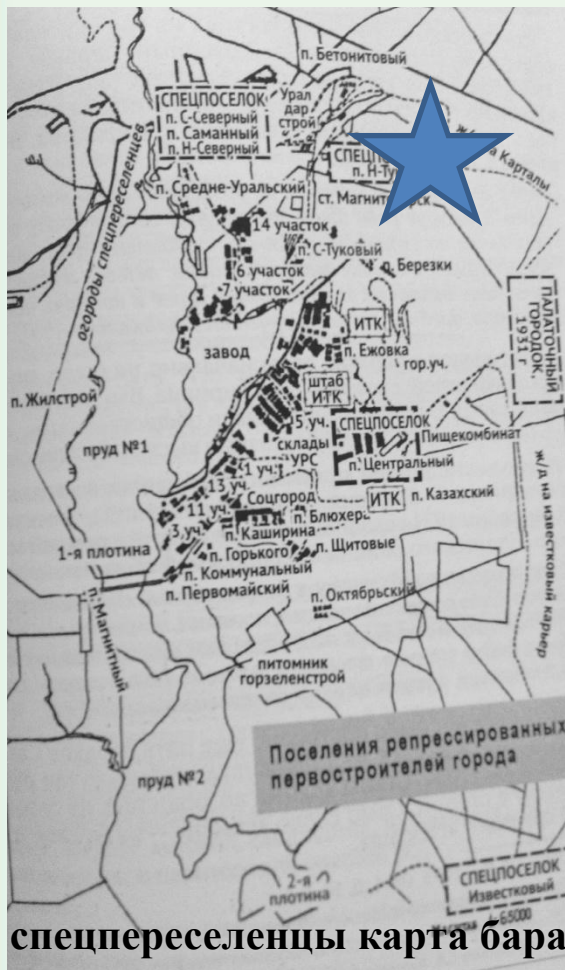 п. Бетонитовый
СПЕЦПОСЕЛОК
п. С-Северный
п. Саманный
п. Н-Северный
Урал
дар
строй
огороды спецпереселенцев
п. Средне-Уральский
14 участок
п. С-Туковый
6 участок
7 участок
п. Березки
завод
ИТК
п. Ежовка
гор.уч.
ПАЛАТОЧНЫЙ
ГОРОДОК,
1931 г
п. Жилстрой
штаб
ИТК
пруд №1
5 уч.
склады
УРС
СПЕЦПОСЕЛОК
Пищекомбинат
п. Центральный
1 уч.
13 уч.
Соцгород
ИТК
п. Казахский
11 уч.
п. Блюхера
3 уч.
п. Каширина
1-я плотина
п. Горького
п. Щитовые
п. Коммунальный
п. Первомайский
п. Октябрьский
п. Магнитный
ж/д на известковый карьер
питомник
горзеленстрой
Поселения репрессированных
первостроителей города
пруд №2
2-я
плотина
СПЕЦПОСЕЛОК
Известковый
спецпереселенцы карта бара